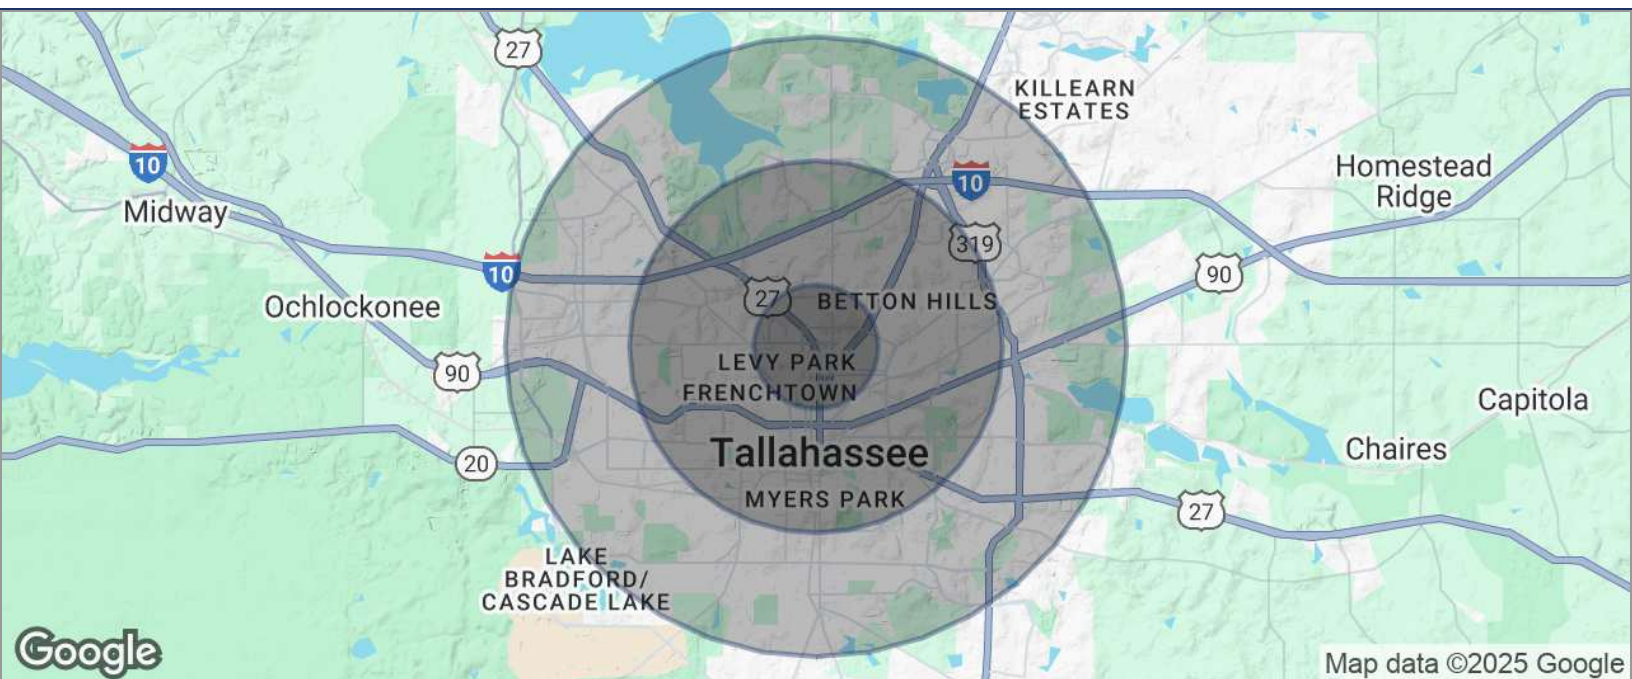 27
KILLEARN
ESTATES
10
Homestead
Ridge
10
Midway
319
10
90
27
BETTON HILLS
Ochlockonee
LEVY PARK
90
FRENCHTOWN
Capitola
Tallahassee
Chaires
20
MYERS PARK
27
LAKE
BRADFORD/
CASCADE LAKE
Google
Map data ©2025 Google